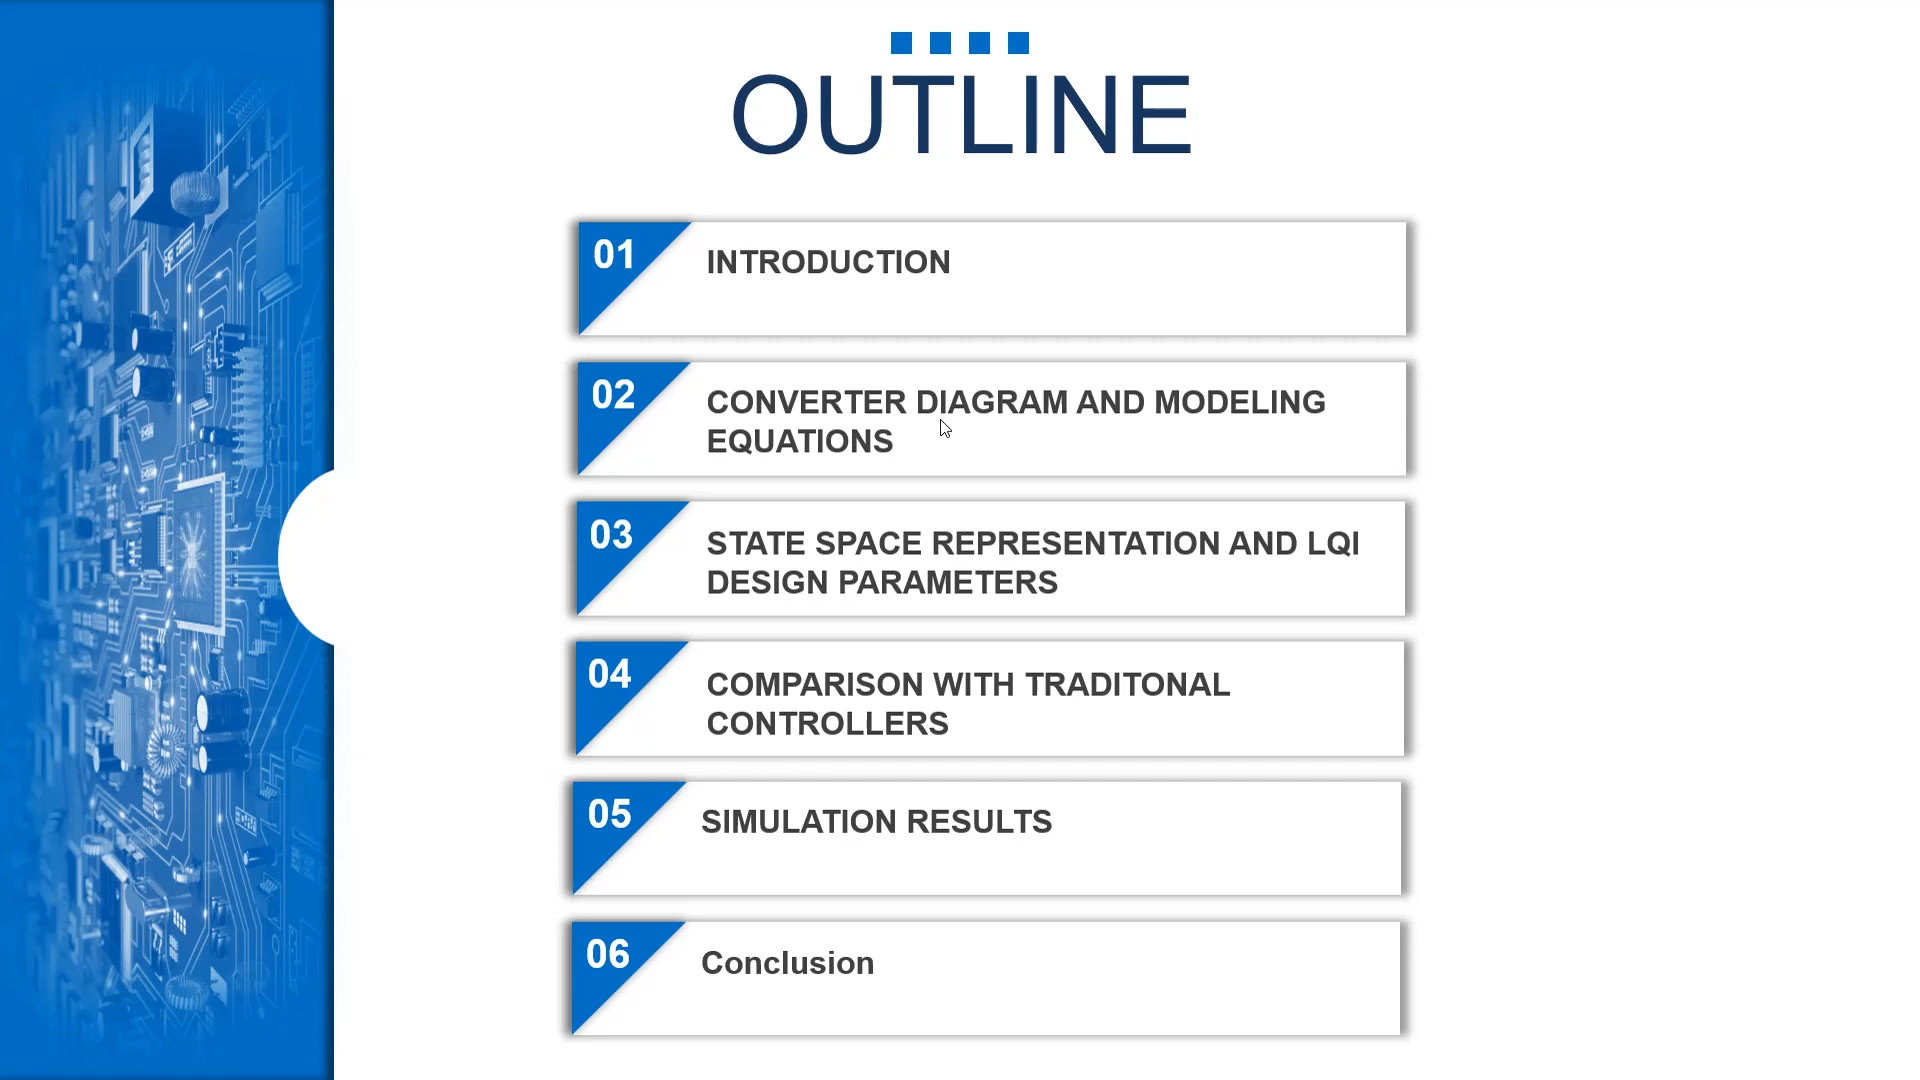 OUTLINE
01
INTRODUCTION
02
CONVERTER DIAGRAM AND MODELING
EQUATIONS
03
STATE SPACE REPRESENTATION AND LQI
DESIGN PARAMETERS
04
COMPARISON WITH TRADITONAL
CONTROLLERS
05
SIMULATION RESULTS
06
Conclusion